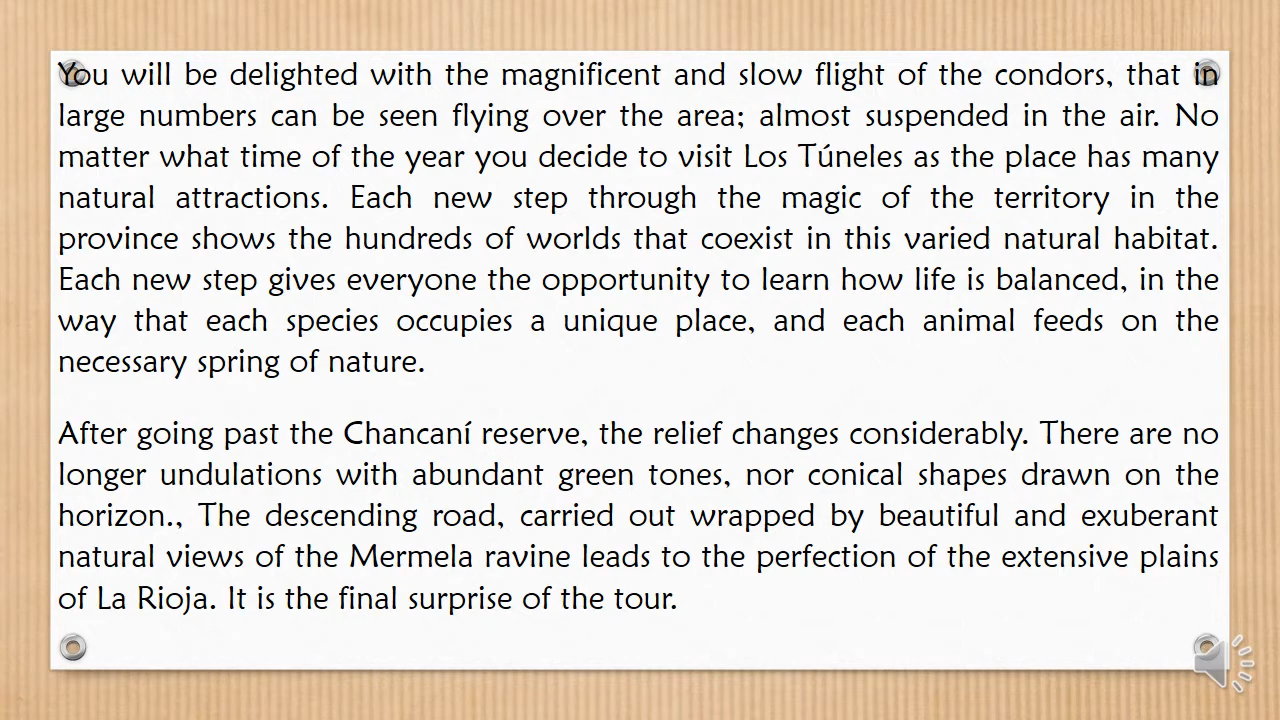 You will be delighted with the magnificent and slow flight of the condors, that in
large numbers can be seen flying over the area; almost suspended in the air. No
matter what time of the year you decide to visit Los Túneles as the place has many
natural attractions. Each new step through the magic of the territory in the
province shows the hundreds of worlds that coexist in this varied natural habitat.
Each new step gives everyone the opportunity to learn how life is balanced, in the
way that each species occupies a unique place, and each animal feeds on the
necessary spring of nature.
After going past the Chancaní reserve, the relief changes considerably. There are no
longer undulations with abundant green tones, nor conical shapes drawn on the
horizon., The descending road, carried out wrapped by beautiful and exuberant
natural views of the Mermela ravine leads to the perfection of the extensive plains
of La Rioja. It is the final surprise of the tour.